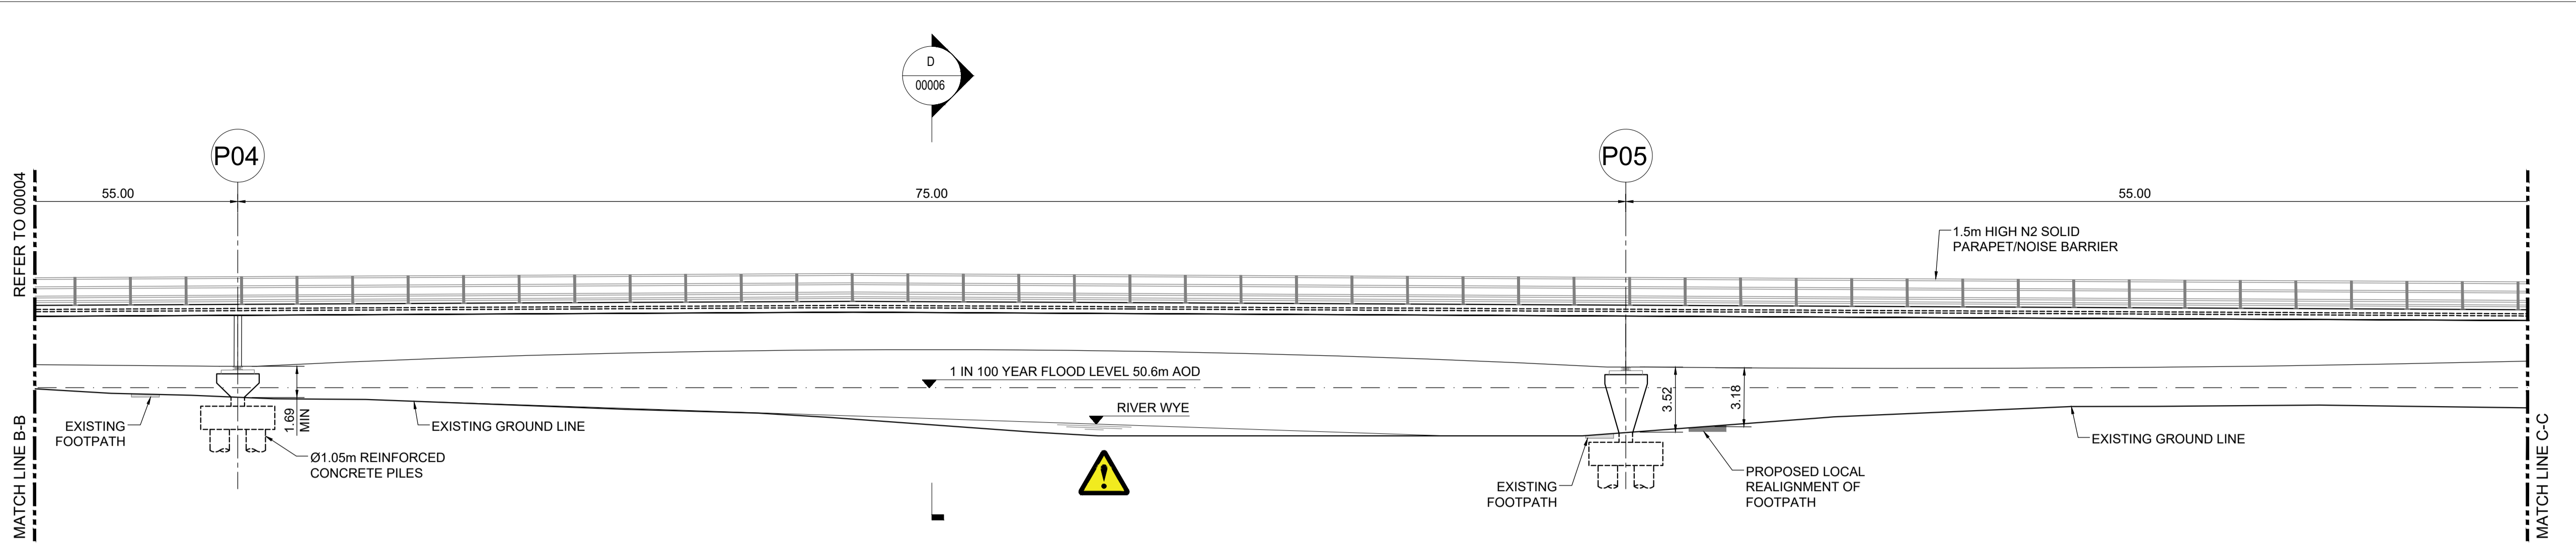 D
00006
P04
P05
REFER TO 00004
55.00
75.00
55.00
1.5m HIGH N2 SOLID
PARAPET/NOISE BARRIER
1 IN 100 YEAR FLOOD LEVEL 50.6m AOD
RIVER WYE
1.69
MIN
3.52
3.18
EXISTING
FOOTPATH
EXISTING GROUND LINE
EXISTING GROUND LINE
Ø1.05m REINFORCED
CONCRETE PILES
EXISTING
FOOTPATH
PROPOSED LOCAL
REALIGNMENT OF
FOOTPATH
MATCH LINE B-B
MATCH LINE C-C
!